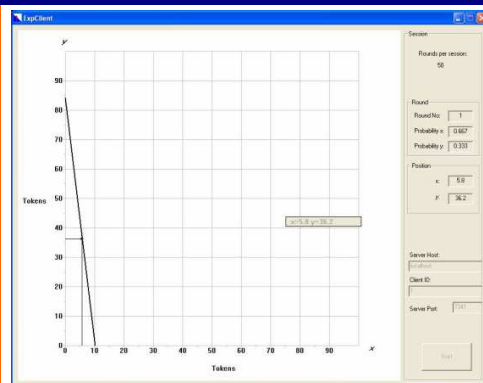 ExpClient
y
90
80
70
60
50
40
30
20
10
0
Tokens
0 10 20 30 40 50 60 70 80 90
x
Tokens
x=5.8 y=36.2
Session
Rounds per session:
50
Round
Round No: 1
Probability x: 0.667
Probability y: 0.333
Position
x: 5.8
y: 36.2
Server Host:
localhost
Client ID:
Server Port: